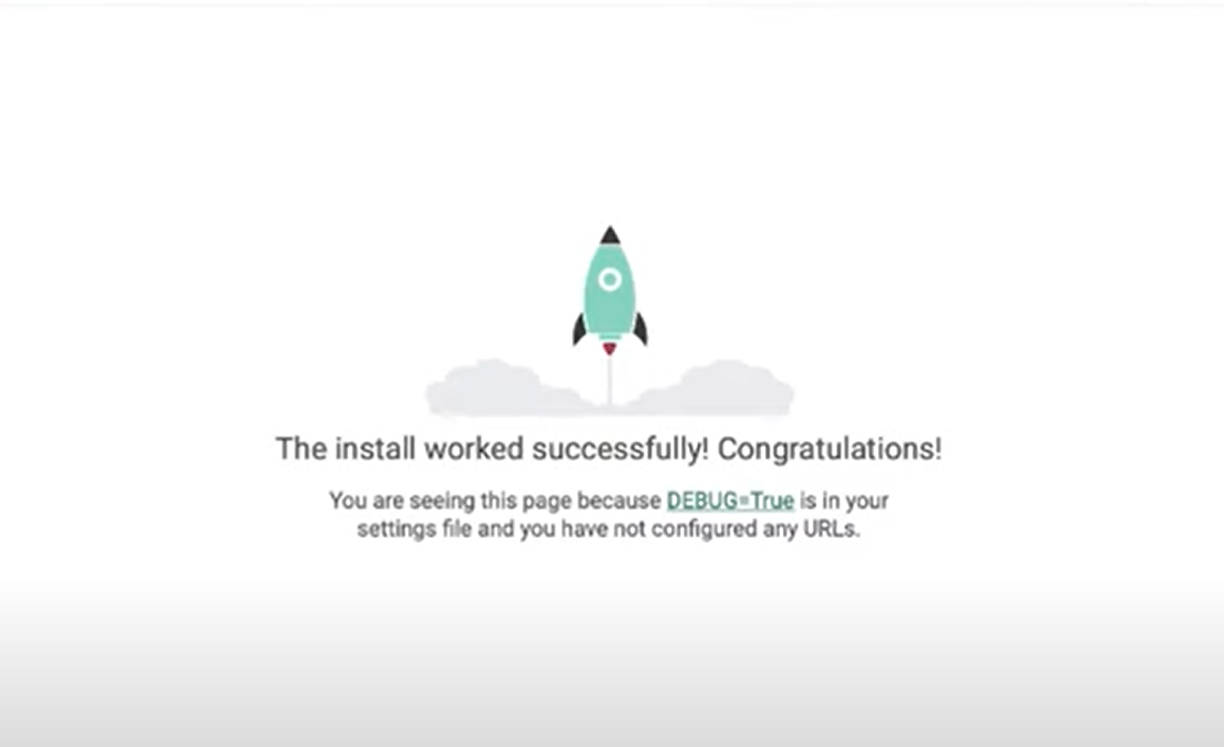 The install worked successfully! Congratulations!
You are seeing this page because DEBUG=True is in your
settings file and you have not configured any URLs.